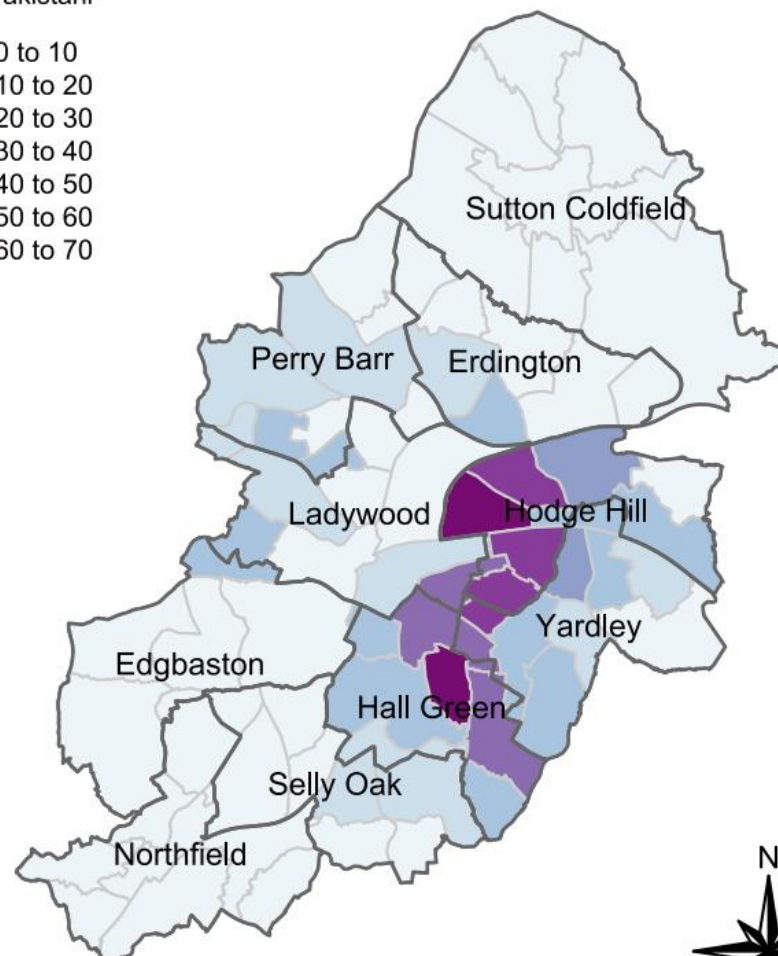 0 to 10
10 to 20
20 to 30
30 to 40
40 to 50
50 to 60
60 to 70
Sutton Coldfield
Perry Barr
Erdington
Ladywood
Hodge Hill
Yardley
Edgbaston
Hall Green
Selly Oak
Northfield
N